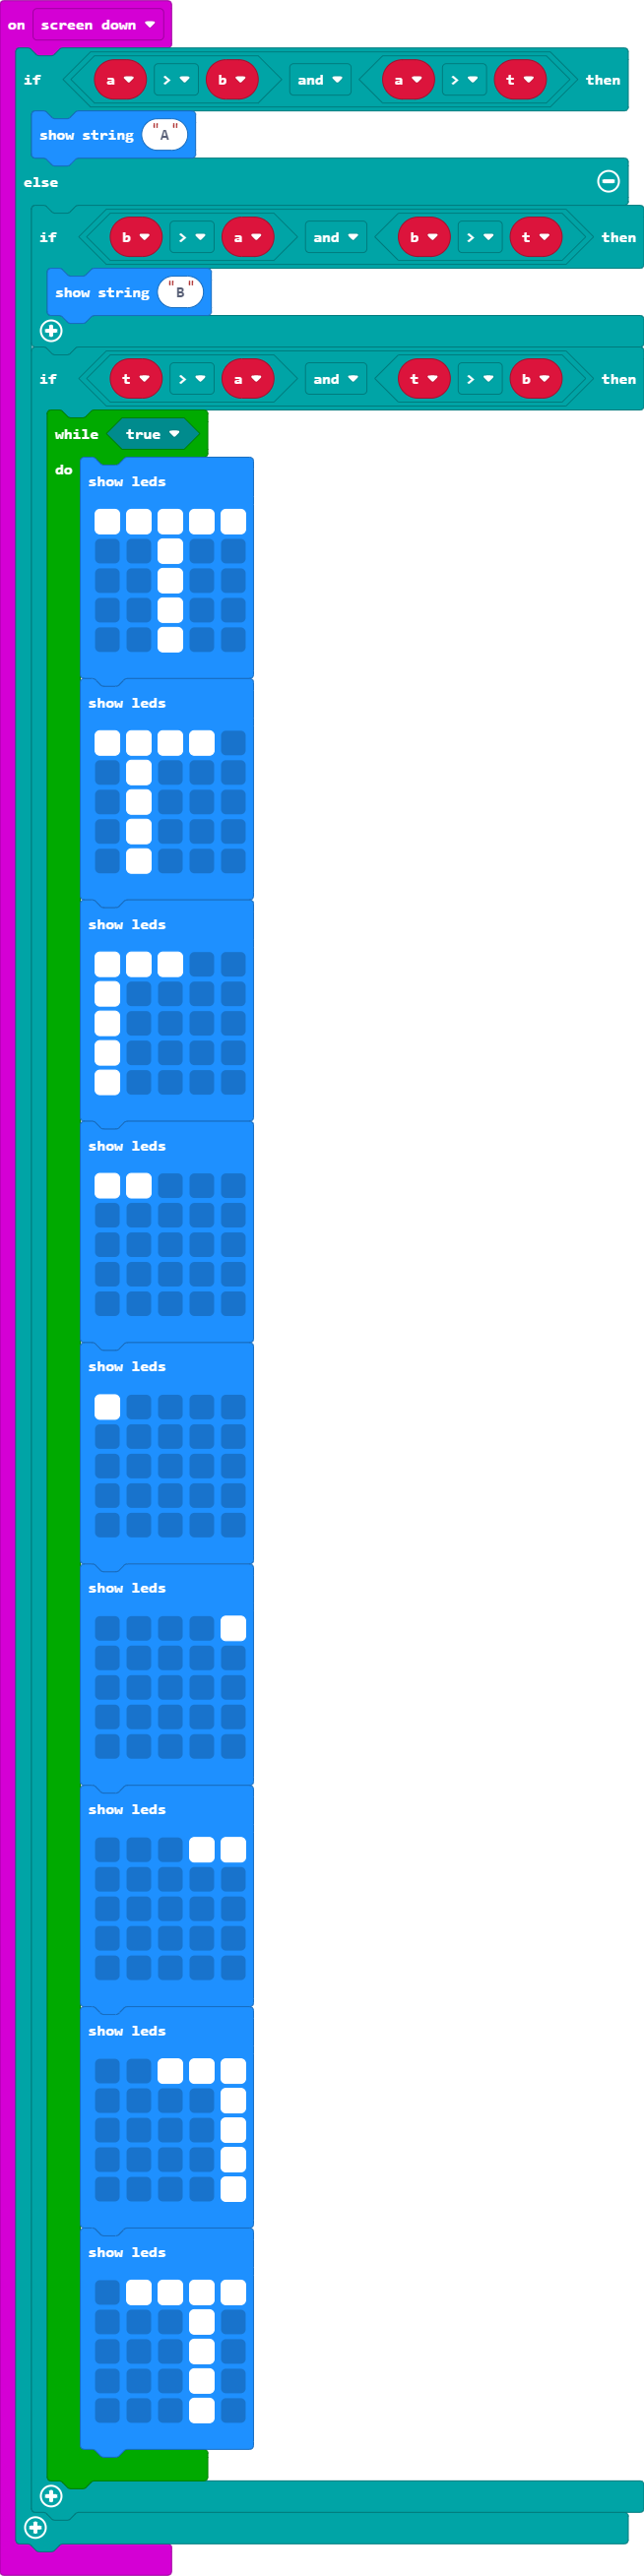 on screen down
if a > b and a > t then
show string "A"
else
if b > a and b > t then
show string "B"
if t > a and t > b then
while true
do
show leds
show leds
show leds
show leds
show leds
show leds
show leds
show leds
show leds